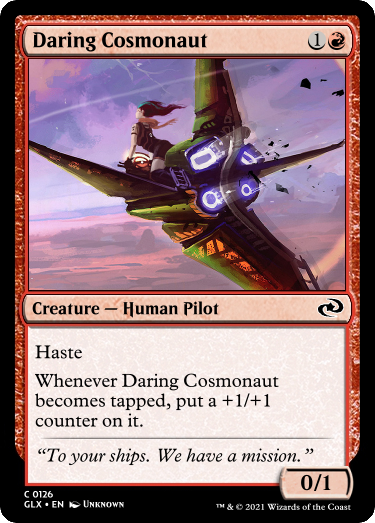 Daring Cosmonaut 1
Creature — Human Pilot
Haste
Whenever Daring Cosmonaut
becomes tapped, put a +1/+1
counter on it.
“To your ships. We have a mission.”
0/1
C 0126
GLX • EN Unknown
™ & © 2021 Wizards of the Coast